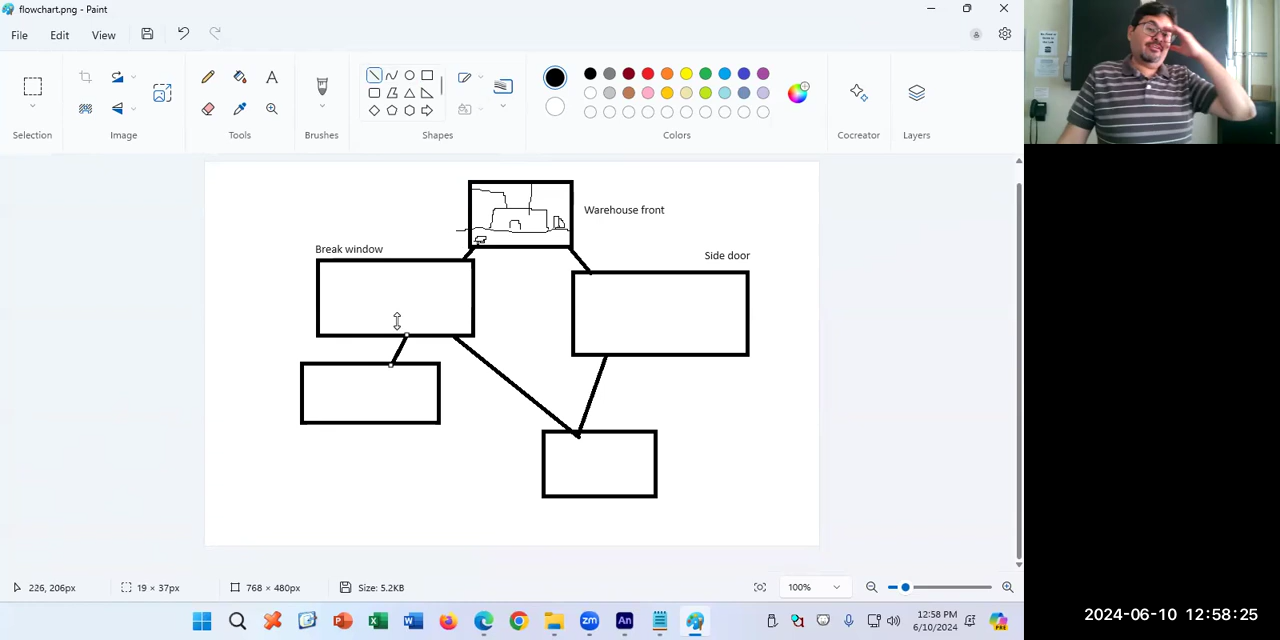 flowchart.png - Paint
File
Edit
View
Selection
Image
Tools
Brushes
Shapes
Colors
Cocreator
Layers
Warehouse front
Break window
Side door
226, 206px
19 × 37px
768 × 480px
Size: 5.2KB
100%
12:58 PM
6/10/2024
2024-06-10 12:58:25